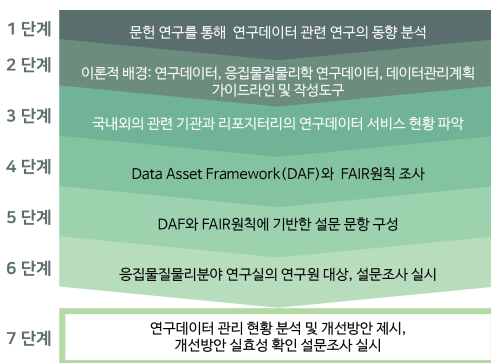 1 단계
문헌 연구를 통해 연구데이터 관련 연구의 동향 분석
2 단계
이론적 배경: 연구데이터, 응집물질물리학 연구데이터, 데이터관리계획
가이드라인 및 작성도구
3 단계
국내외의 관련 기관과 리포지터리의 연구데이터 서비스 현황 파악
4 단계
Data Asset Framework(DAF)와 FAIR원칙 조사
5 단계
DAF와 FAIR원칙에 기반한 설문 문항 구성
6 단계
응집물질물리분야 연구실의 연구원 대상, 설문조사 실시
7 단계
연구데이터 관리 현황 분석 및 개선방안 제시,
개선방안 실효성 확인 설문조사 실시